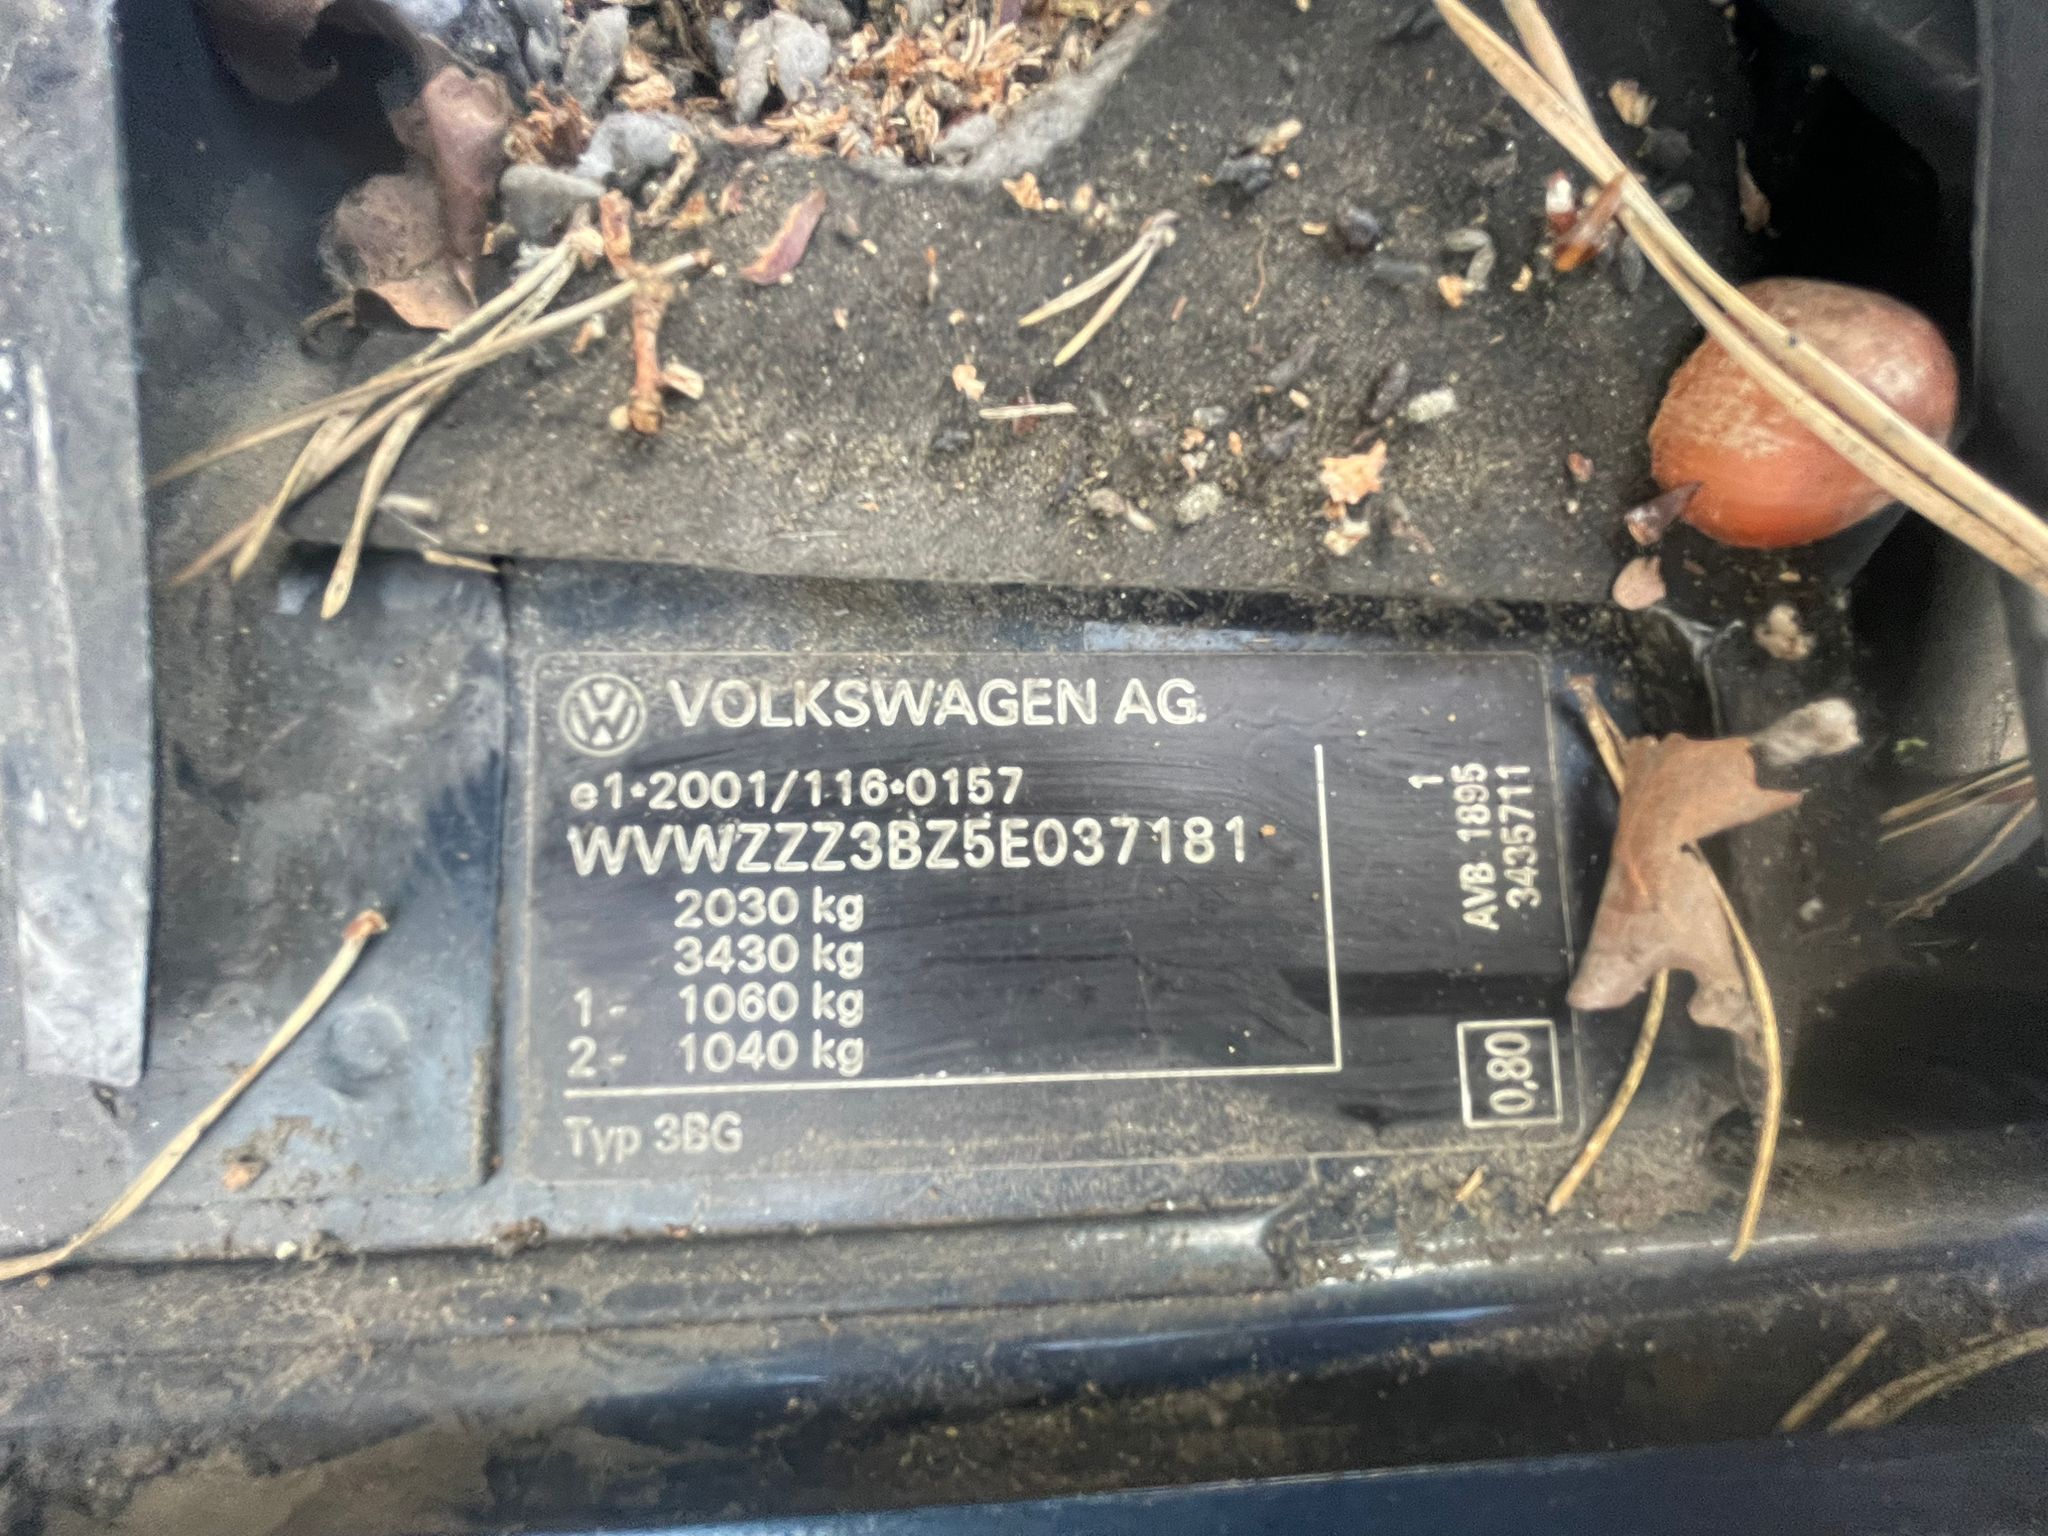 VOLKSWAGEN AG.
e1*2001/116*0157
WVWZZZ3BZ5E037181
2030 kg
3430 kg
1- 1060 kg
2- 1040 kg
Typ 3BG
1
AVB 1895
3435711
0,80